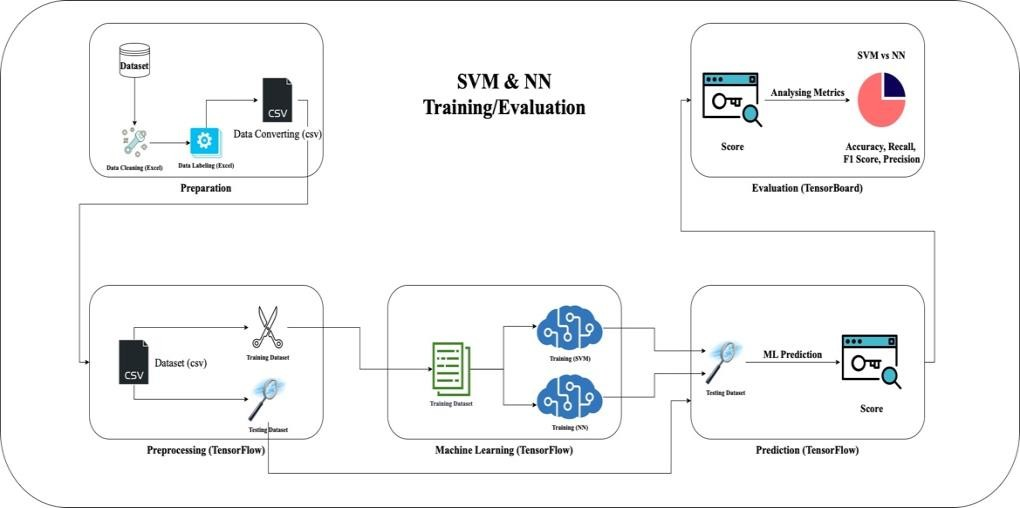 SVM & NN
Training/Evaluation
Dataset
Data Cleaning (Excel)
Data Labeling (Excel)
CSV
Data Converting (csv)
Preparation
SVM vs NN
Analysing Metrics
Score
Accuracy, Recall,
F1 Score, Precision
Evaluation (TensorBoard)
CSV
Dataset (csv)
Training Dataset
Testing Dataset
Preprocessing (TensorFlow)
Training Dataset
Training (SVM)
Training (NN)
Machine Learning (TensorFlow)
Testing Dataset
ML Prediction
Score
Prediction (TensorFlow)